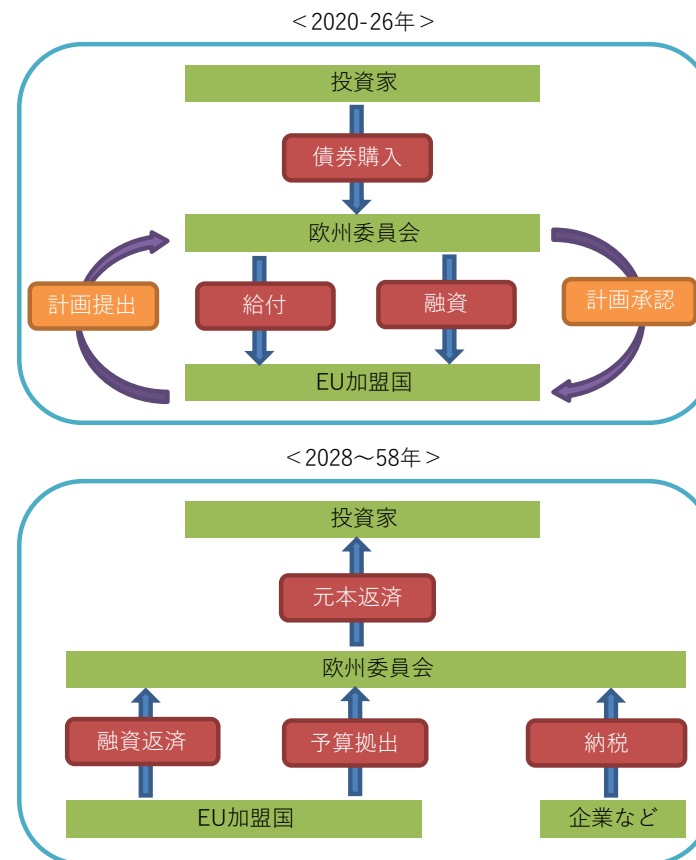 ＜2020-26年＞
投資家
債券購入
欧州委員会
計画提出
給付
融資
計画承認
EU加盟国
＜2028～58年＞
投資家
元本返済
欧州委員会
融資返済
予算拠出
納税
EU加盟国
企業など